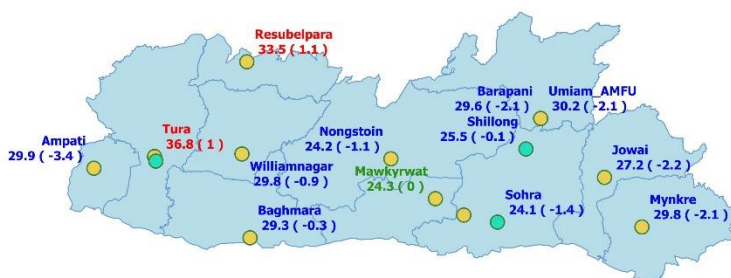 Resubelpara
33.5 ( 1.1 )
Barapani
29.6 ( -2.1 )
Umiam_AMFU
30.2 ( -2.1 )
Shillong
25.5 ( -0.1 )
Tura
36.8 ( 1 )
Nongstoin
24.2 ( -1.1 )
Ampati
29.9 ( -3.4 )
Jowai
27.2 ( -2.2 )
Williamnagar
29.8 ( -0.9 )
Mawkyrwat
24.3 ( 0 )
Sohra
24.1 ( -1.4 )
Mynkre
29.8 ( -2.1 )
Baghmara
29.3 ( -0.3 )